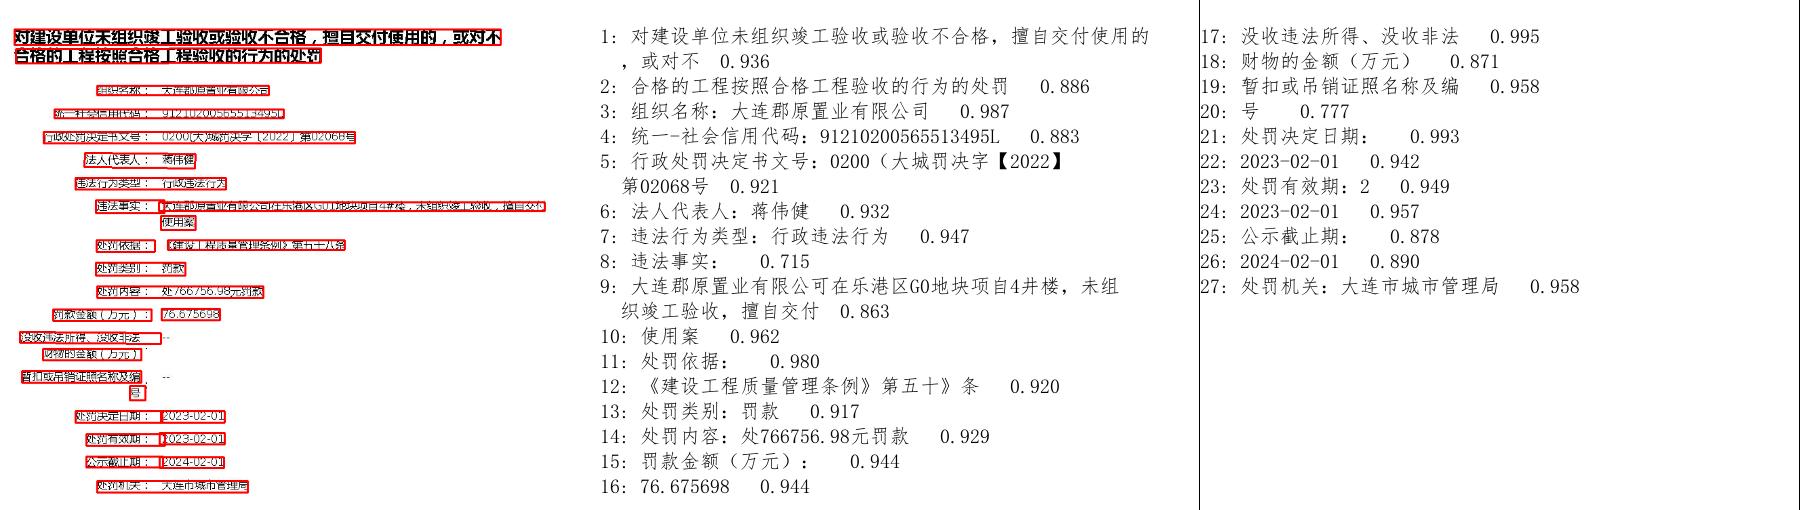 对建设单位未组织竣工验收或验收不合格，擅自交付使用的，或对不
合格的工程按照合格工程验收的行为的处罚
组织名称： 大连郡原置业有限公司
统一社会信用代码： 91210200565513495L
行政处罚决定书文号： 0200(大)城罚决字〔2022〕第02068号
法人代表人： 蒋伟健
违法行为类型： 行政违法行为
违法事实： 大连郡原置业有限公司在乐港区G01地块项目4#楼，未组织竣工验收，擅自交付
使用案
处罚依据： 《建设工程质量管理条例》第五十八条
处罚类别： 罚款
处罚内容： 处766756.98元罚款
罚款金额（万元）： 76.675698
没收违法所得、没收非法 --
财物的金额（万元）
暂扣或吊销证照名称及编 --
号
处罚决定日期： 2023-02-01
处罚有效期： 2023-02-01
公示截止期： 2024-02-01
处罚机关： 大连市城市管理局
1: 对建设单位未组织竣工验收或验收不合格，擅自交付使用的
，或对不 0.936
2: 合格的工程按照合格工程验收的行为的处罚 0.886
3: 组织名称：大连郡原置业有限公司 0.987
4: 统一-社会信用代码：91210200565513495L 0.883
5: 行政处罚决定书文号：0200（大城罚决字【2022】
第02068号 0.921
6: 法人代表人：蒋伟健 0.932
7: 违法行为类型：行政违法行为 0.947
8: 违法事实： 0.715
9: 大连郡原置业有限公可在乐港区G0地块项自4井楼，未组
织竣工验收，擅自交付 0.863
10: 使用案 0.962
11: 处罚依据： 0.980
12: 《建设工程质量管理条例》第五十》条 0.920
13: 处罚类别：罚款 0.917
14: 处罚内容：处766756.98元罚款 0.929
15: 罚款金额（万元）： 0.944
16: 76.675698 0.944
17: 没收违法所得、没收非法 0.995
18: 财物的金额（万元） 0.871
19: 暂扣或吊销证照名称及编 0.958
20: 号 0.777
21: 处罚决定日期： 0.993
22: 2023-02-01 0.942
23: 处罚有效期：2 0.949
24: 2023-02-01 0.957
25: 公示截止期： 0.878
26: 2024-02-01 0.890
27: 处罚机关：大连市城市管理局 0.958